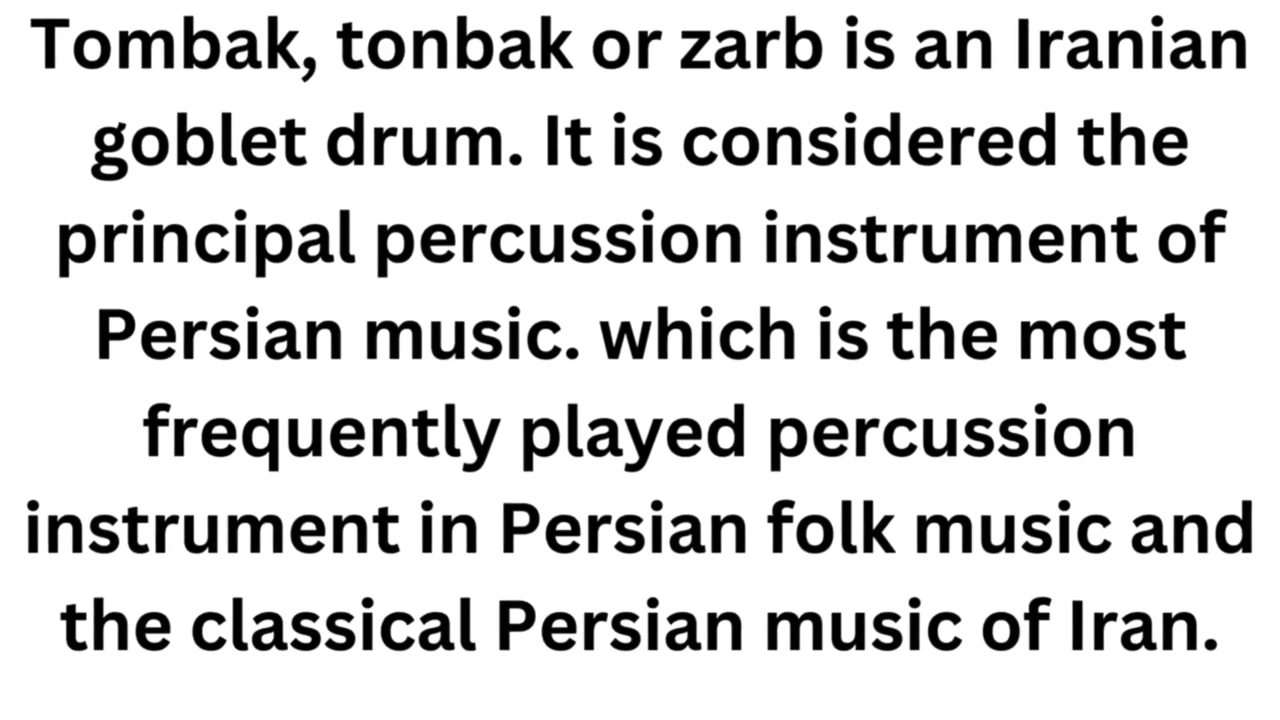 Tombak, tonbak or zarb is an Iranian
goblet drum. It is considered the
principal percussion instrument of
Persian music. which is the most
frequently played percussion
instrument in Persian folk music and
the classical Persian music of Iran.